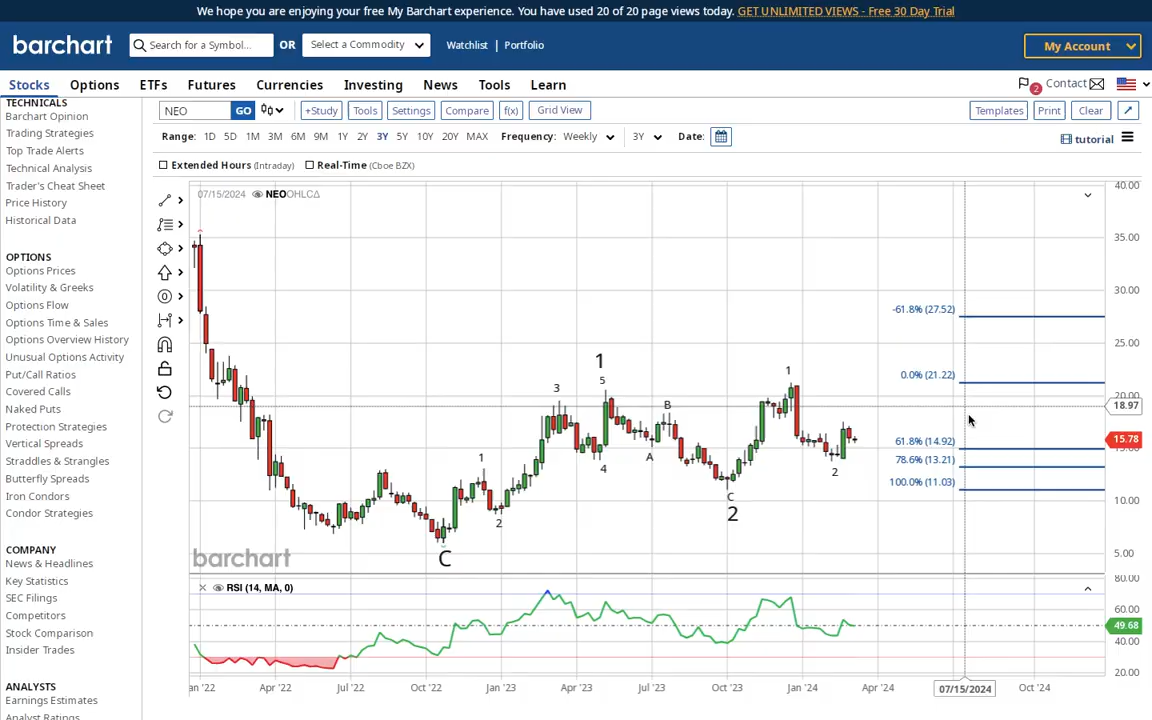 We hope you are enjoying your free My Barchart experience. You have used 20 of 20 page views today. GET UNLIMITED VIEWS - Free 30 Day Trial
barchart
Search for a Symbol...
OR
Select a Commodity
Watchlist | Portfolio
My Account
Stocks Options ETFs Futures Currencies Investing News Tools Learn
2 Contact
TECHNICALS
Barchart Opinion
Trading Strategies
Top Trade Alerts
Technical Analysis
Trader's Cheat Sheet
Price History
Historical Data
OPTIONS
Options Prices
Volatility & Greeks
Options Flow
Options Time & Sales
Options Overview History
Unusual Options Activity
Put/Call Ratios
Covered Calls
Naked Puts
Protection Strategies
Vertical Spreads
Straddles & Strangles
Butterfly Spreads
Iron Condors
Condor Strategies
COMPANY
News & Headlines
Key Statistics
SEC Filings
Competitors
Stock Comparison
Insider Trades
ANALYSTS
Earnings Estimates
Analyst Ratings
NEO GO +Study Tools Settings Compare f(x) Grid View Templates Print Clear
Range: 1D 5D 1M 3M 6M 9M 1Y 2Y 3Y 5Y 10Y 20Y MAX Frequency: Weekly 3Y Date: tutorial
Extended Hours (Intraday) Real-Time (Cboe BZX)
07/15/2024 NEO OHLCΔ
40.00
35.00
30.00
25.00
20.00
18.97
15.78
15.00
10.00
5.00
-61.8% (27.52)
0.0% (21.22)
61.8% (14.92)
78.6% (13.21)
100.0% (11.03)
C
1
2
3
4
1
5
A
B
C
2
1
2
barchart
RSI (14, MA, 0)
80.00
60.00
49.68
40.00
20.00
an '22 Apr '22 Jul '22 Oct '22 Jan '23 Apr '23 Jul '23 Oct '23 Jan '24 Apr '24 07/15/2024 Oct '24